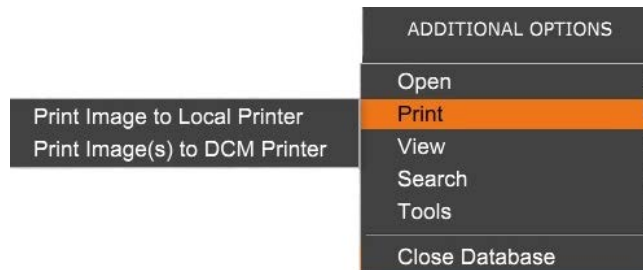 ADDITIONAL OPTIONS
Open
Print
Print Image to Local Printer
Print Image(s) to DCM Printer
View
Search
Tools
Close Database